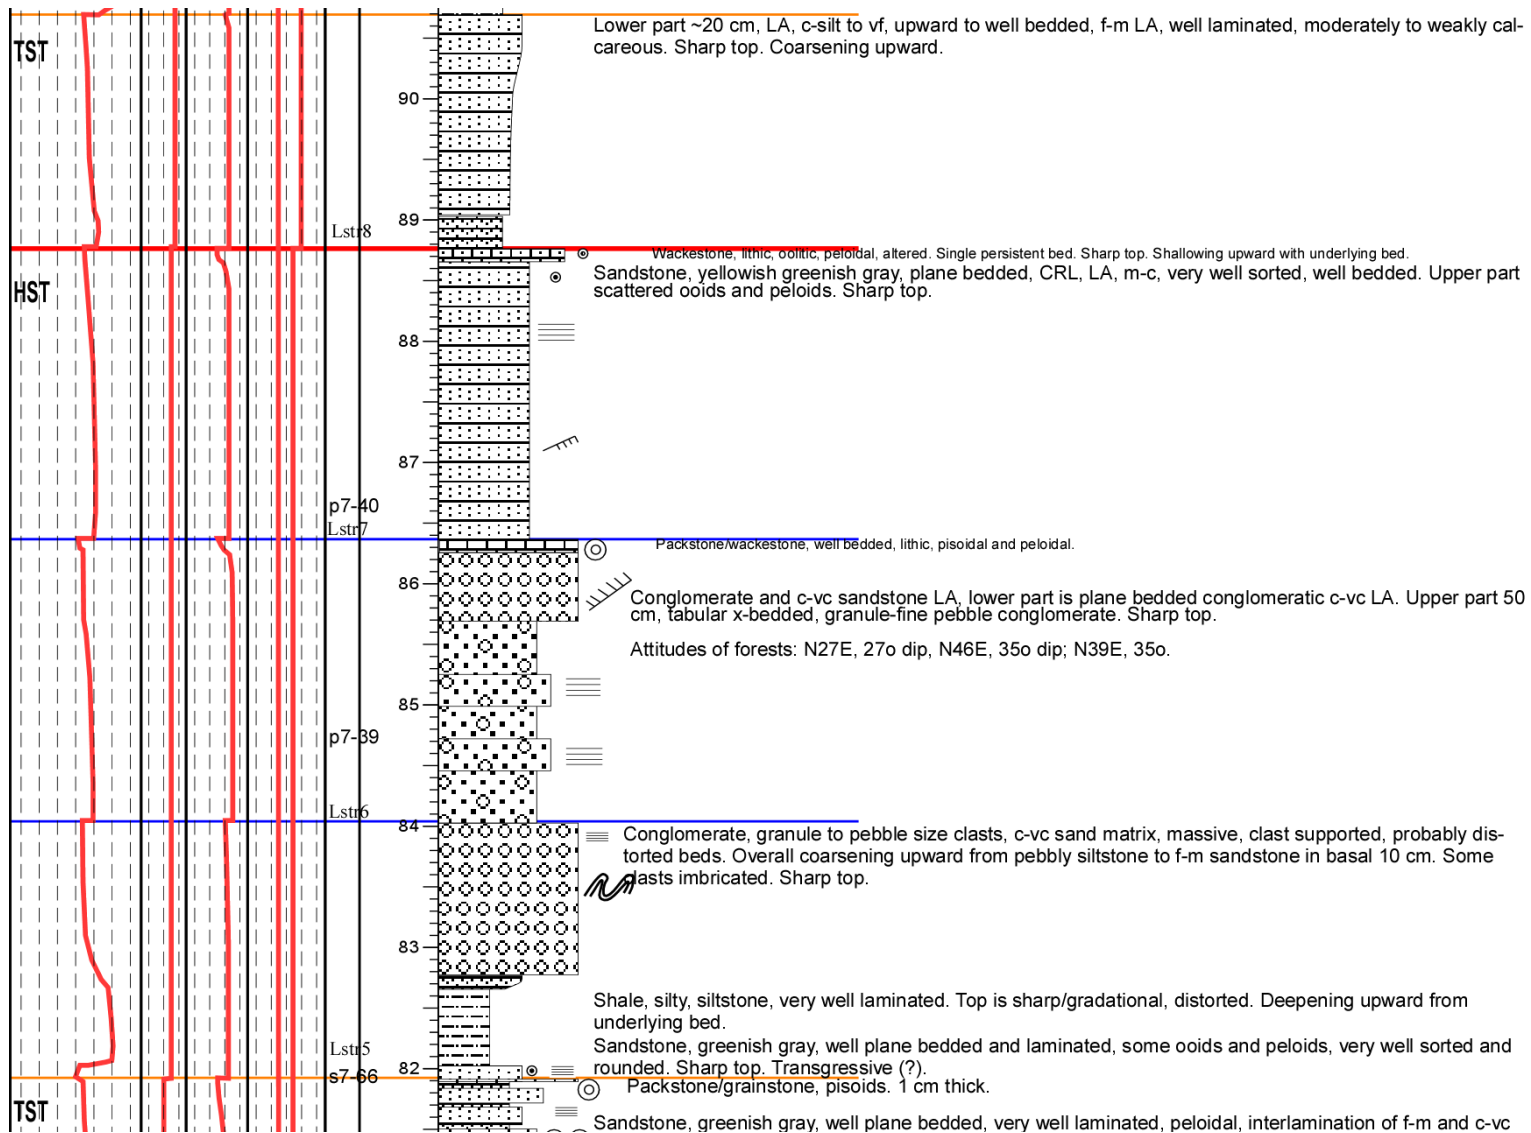 Lower part ~20 cm, LA, c-silt to vf, upward to well bedded, f-m LA, well laminated, moderately to weakly cal-
careous. Sharp top. Coarsening upward.
TST
90
89
Lstr8
Wackestone, lithic, oolitic, peloidal, altered. Single persistent bed. Sharp top. Shallowing upward with underlying bed.
Sandstone, yellowish greenish gray, plane bedded, CRL, LA, m-c, very well sorted, well bedded. Upper part
scattered ooids and peloids. Sharp top.
HST
88
87
p7-40
Lstr7
Packstone/wackestone, well bedded, lithic, pisoidal and peloidal.
86
Conglomerate and c-vc sandstone LA, lower part is plane bedded conglomeratic c-vc LA. Upper part 50
cm, tabular x-bedded, granule-fine pebble conglomerate. Sharp top.
Attitudes of forests: N27E, 27o dip, N46E, 35o dip; N39E, 35o.
85
p7-39
Lstr6
84
Conglomerate, granule to pebble size clasts, c-vc sand matrix, massive, clast supported, probably dis-
torted beds. Overall coarsening upward from pebbly siltstone to f-m sandstone in basal 10 cm. Some
clasts imbricated. Sharp top.
83
Shale, silty, siltstone, very well laminated. Top is sharp/gradational, distorted. Deepening upward from
underlying bed.
Lstr5
Sandstone, greenish gray, well plane bedded and laminated, some ooids and peloids, very well sorted and
rounded. Sharp top. Transgressive (?).
82
s7-66
Packstone/grainstone, pisoids. 1 cm thick.
TST
Sandstone, greenish gray, well plane bedded, very well laminated, peloidal, interlamination of f-m and c-vc